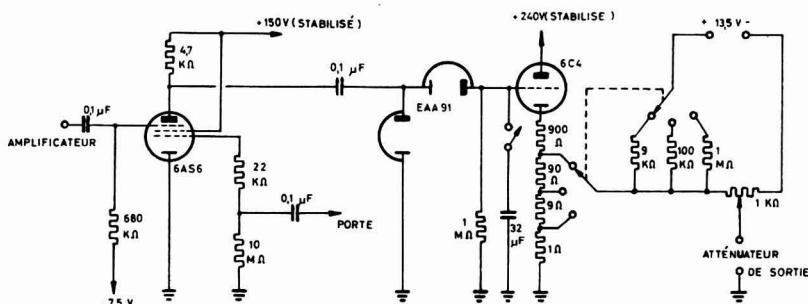 +150V (STABILISÉ)
+240V (STABILISÉ)
+ 13,5 V -
4,7
KΩ
0,1 µF
EAA 91
6C4
0,1 µF
AMPLIFICATEUR
6AS6
22
KΩ
0,1 µF
PORTE
680
KΩ
10
MΩ
7,5 V
1
MΩ
32
µF
900
Ω
90
Ω
9Ω
1Ω
9
KΩ
100
KΩ
1
MΩ
1 KΩ
ATTÉNUATEUR
DE SORTIE